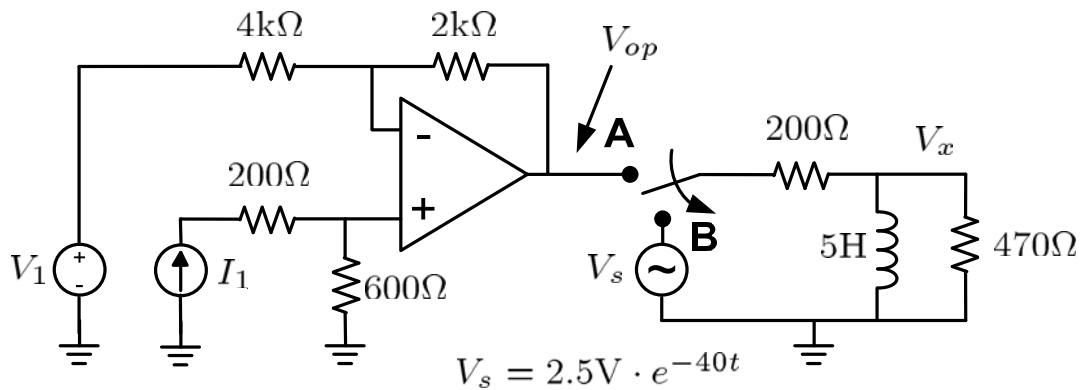 4kΩ
2kΩ
V_op
A
200Ω
V_x
-
200Ω
+
B
V_1
+
-
I_1
600Ω
V_s
~
5H
470Ω
V_s = 2.5V · e^{-40t}